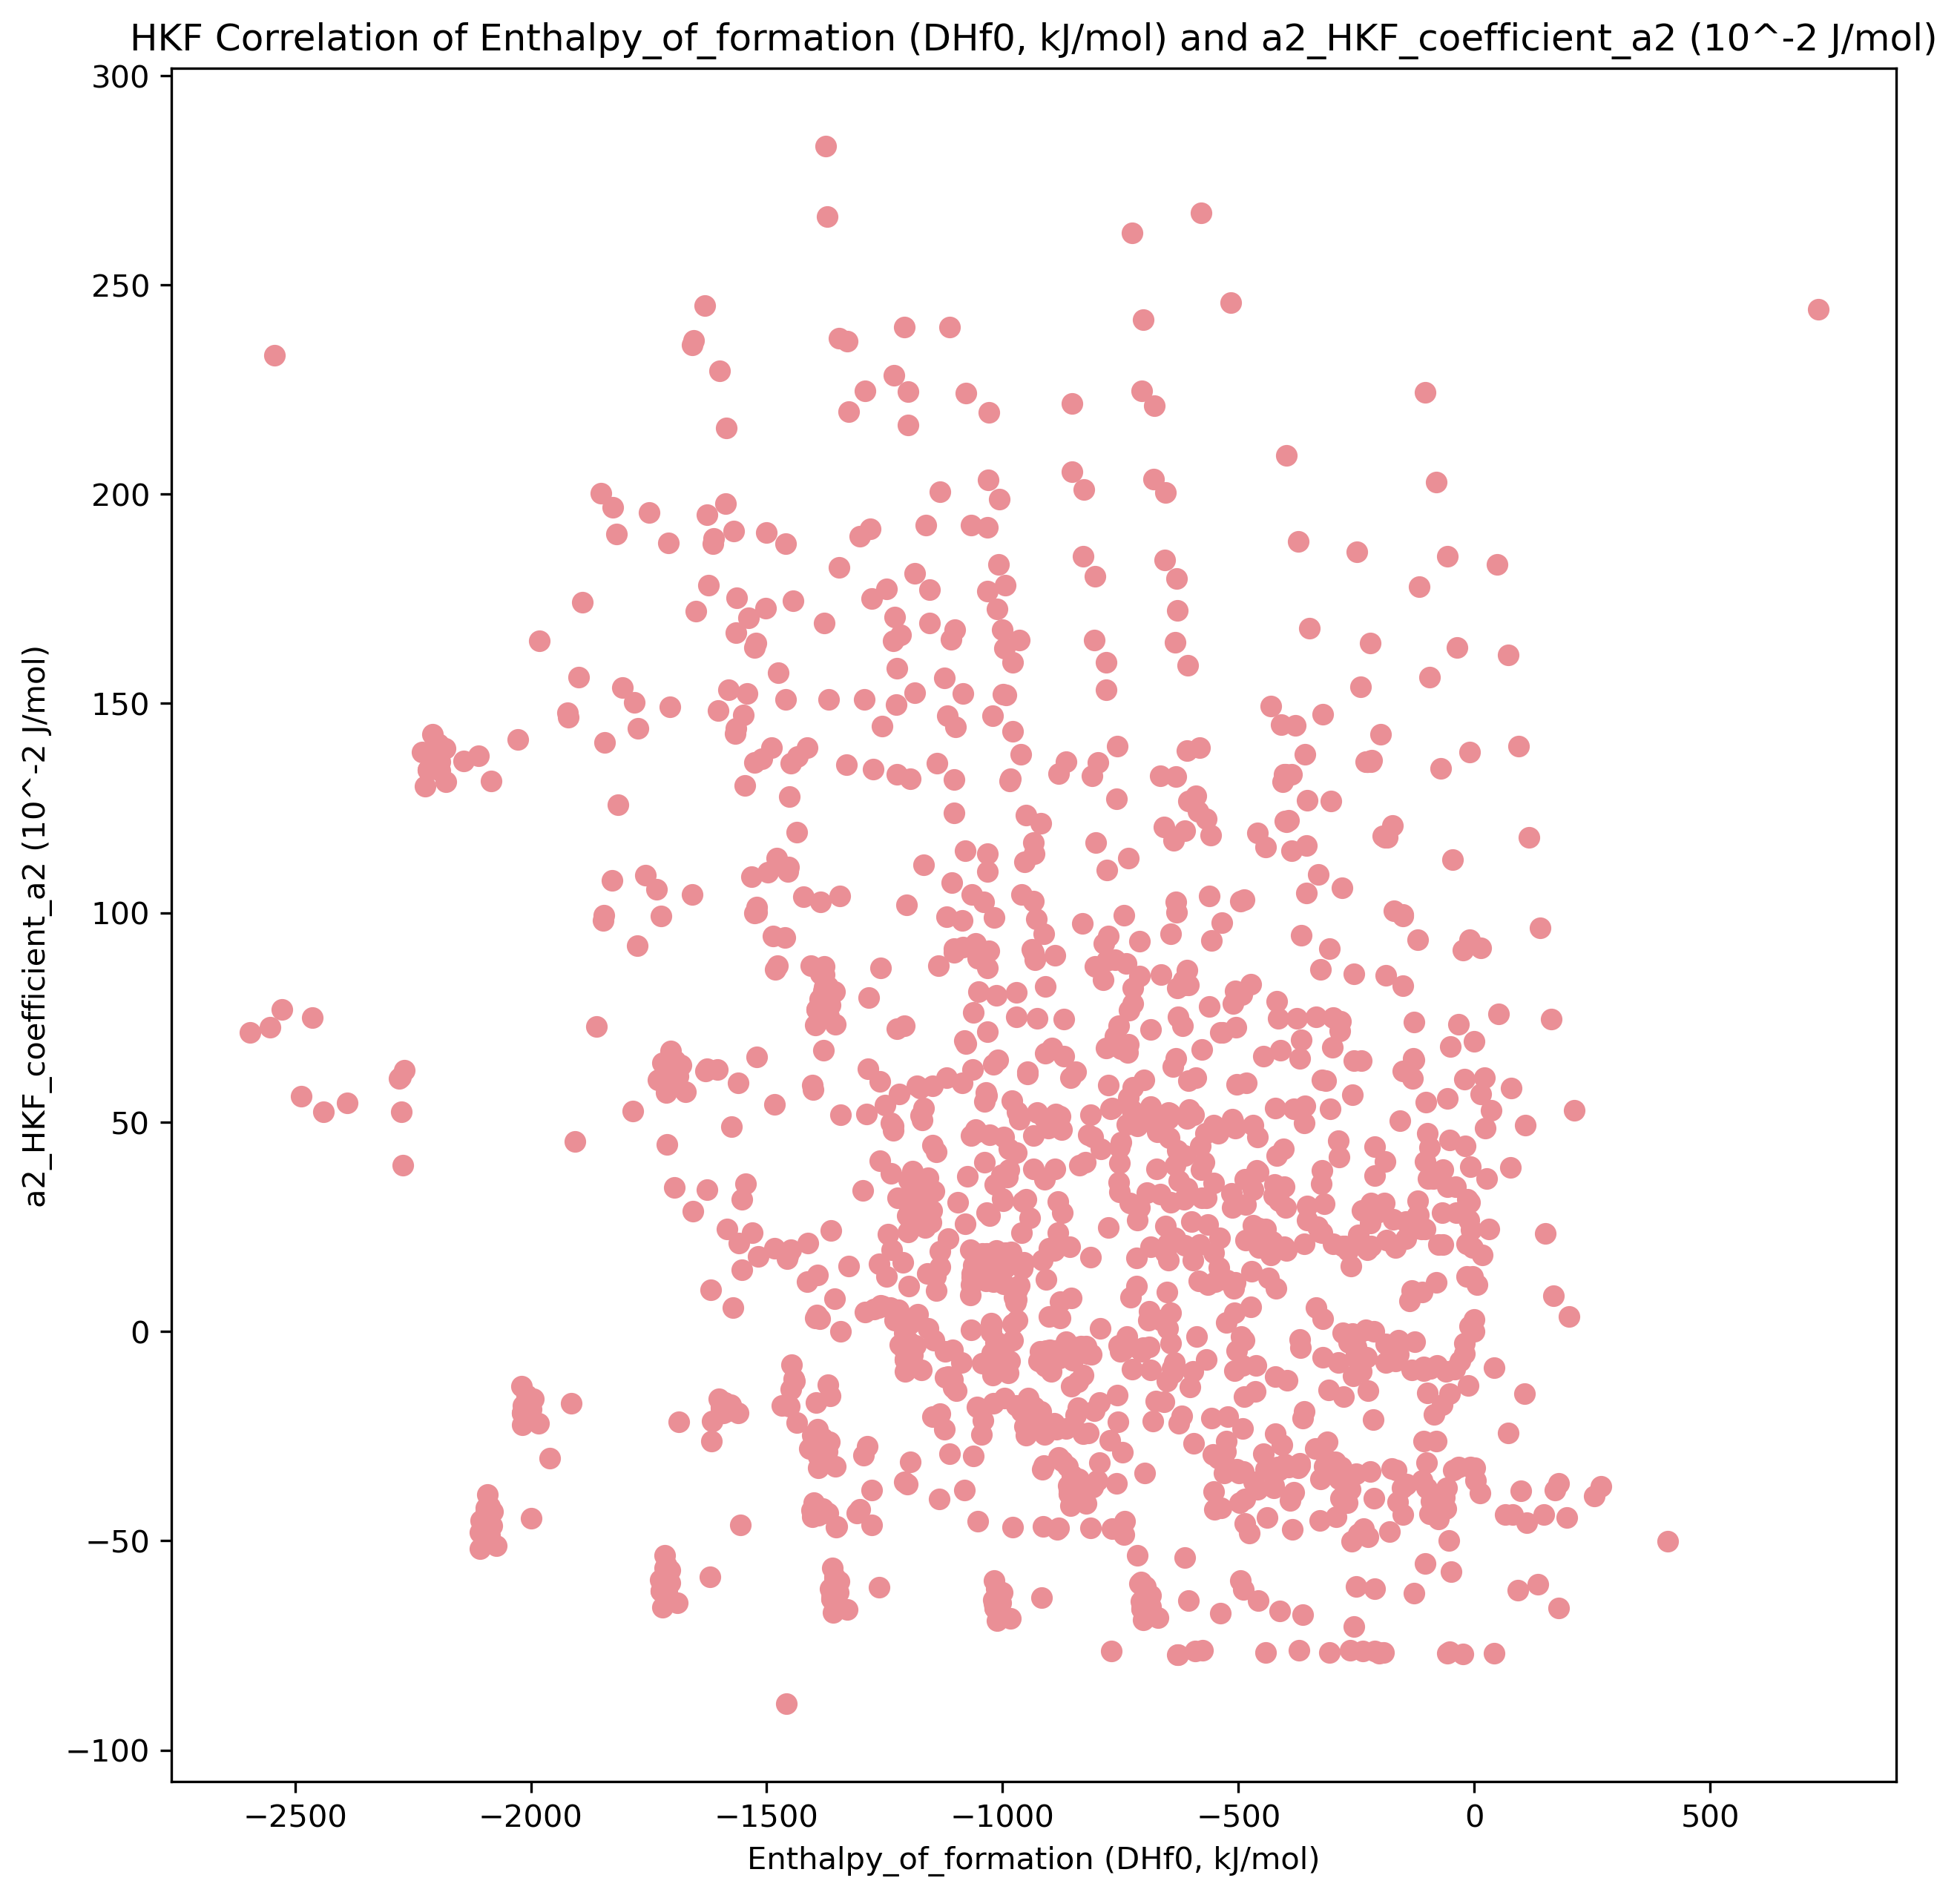 HKF Correlation of Enthalpy_of_formation (DHf0, kJ/mol) and a2_HKF_coefficient_a2 (10^-2 J/mol)
300
250
200
150
100
50
0
−50
−100
a2_HKF_coefficient_a2 (10^-2 J/mol)
−2500 −2000 −1500 −1000 −500 0 500
Enthalpy_of_formation (DHf0, kJ/mol)